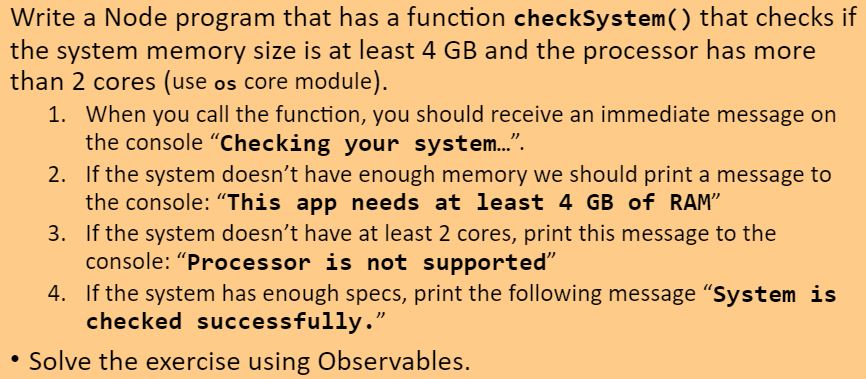 Write a Node program that has a function checkSystem() that checks if
the system memory size is at least 4 GB and the processor has more
than 2 cores (use os core module).
1. When you call the function, you should receive an immediate message on
the console “Checking your system…”.
2. If the system doesn’t have enough memory we should print a message to
the console: “This app needs at least 4 GB of RAM”
3. If the system doesn’t have at least 2 cores, print this message to the
console: “Processor is not supported”
4. If the system has enough specs, print the following message “System is
checked successfully.”
• Solve the exercise using Observables.